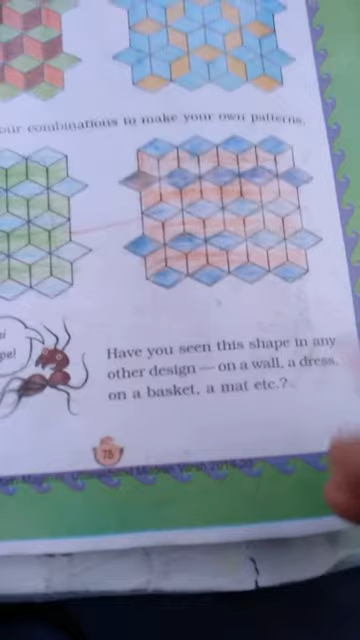 our combinations to make your own patterns.
Have you seen this shape in any
other design — on a wall, a dress,
on a basket, a mat etc.?
75